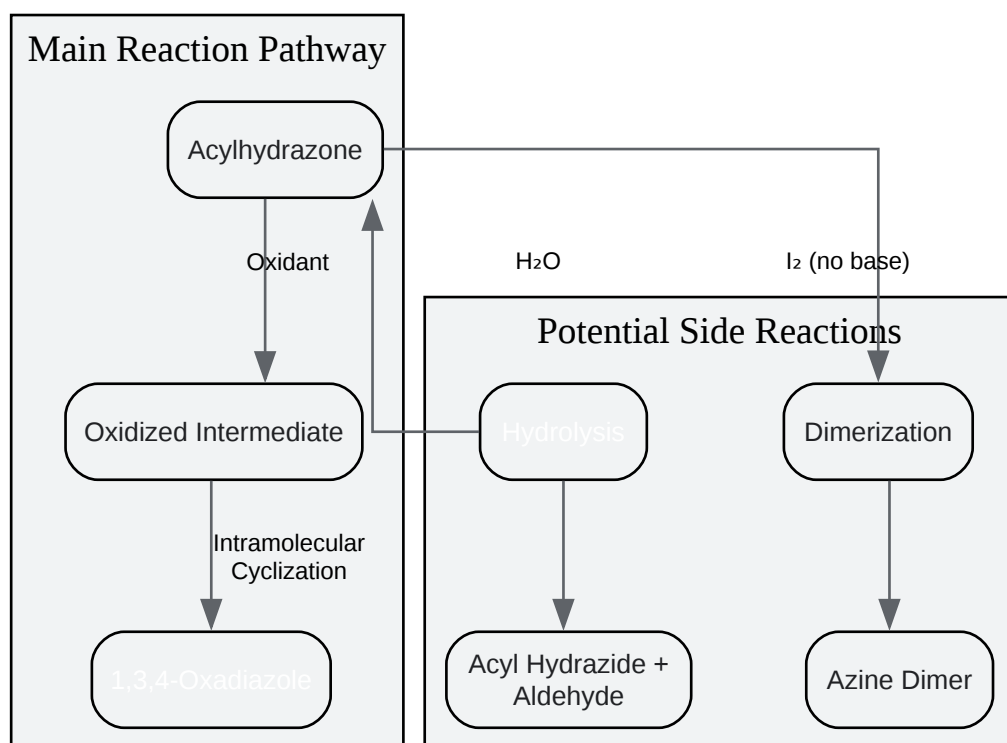 Main Reaction Pathway
Acylhydrazone
Oxidant
H₂O
I₂ (no base)
Potential Side Reactions
Oxidized Intermediate
Hydrolysis
Dimerization
Intramolecular
Cyclization
1,3,4-Oxadiazole
Acyl Hydrazide +
Aldehyde
Azine Dimer